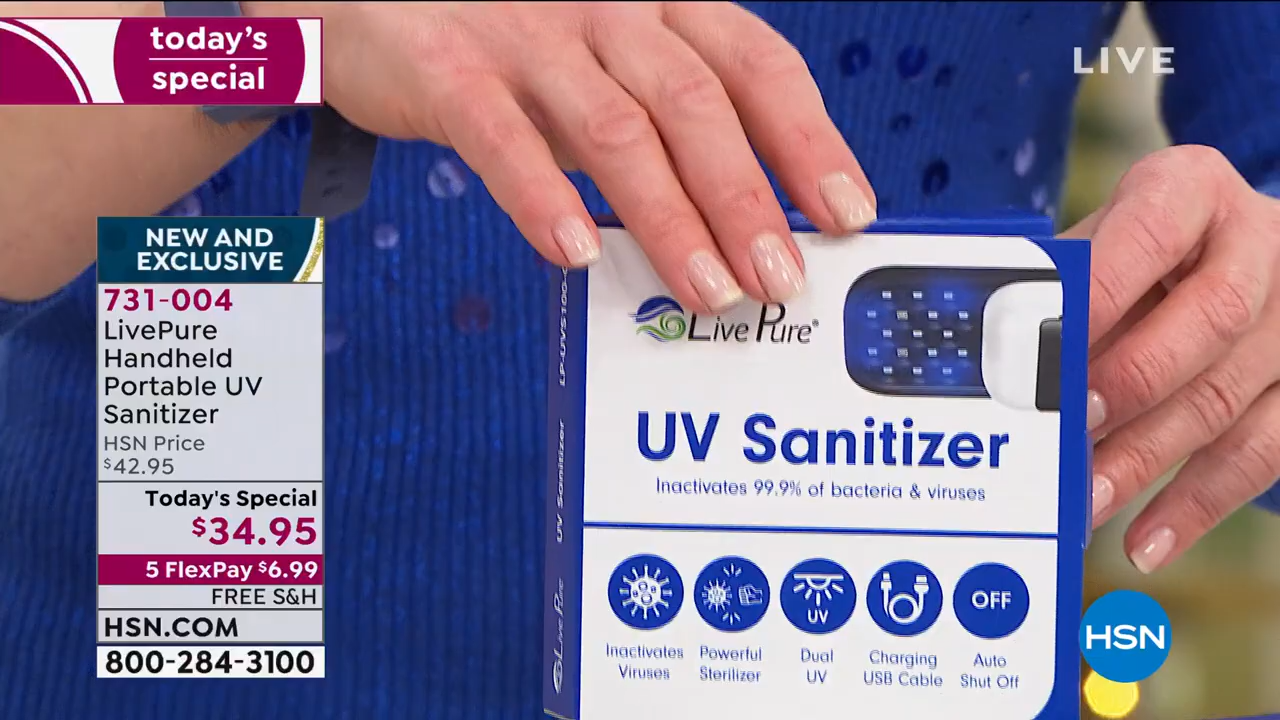 today's
special
LIVE
NEW AND
EXCLUSIVE
731-004
LivePure
Handheld
Portable UV
Sanitizer
HSN Price
$42.95
Today's Special
$34.95
5 FlexPay $6.99
FREE S&H
HSN.COM
800-284-3100
Live Pure®
UV Sanitizer
Inactivates 99.9% of bacteria & viruses
UV
OFF
Inactivates
Viruses
Powerful
Sterilizer
Dual
UV
Charging
USB Cable
Auto
Shut Off
UV Sanitizer
Live Pure
HSN